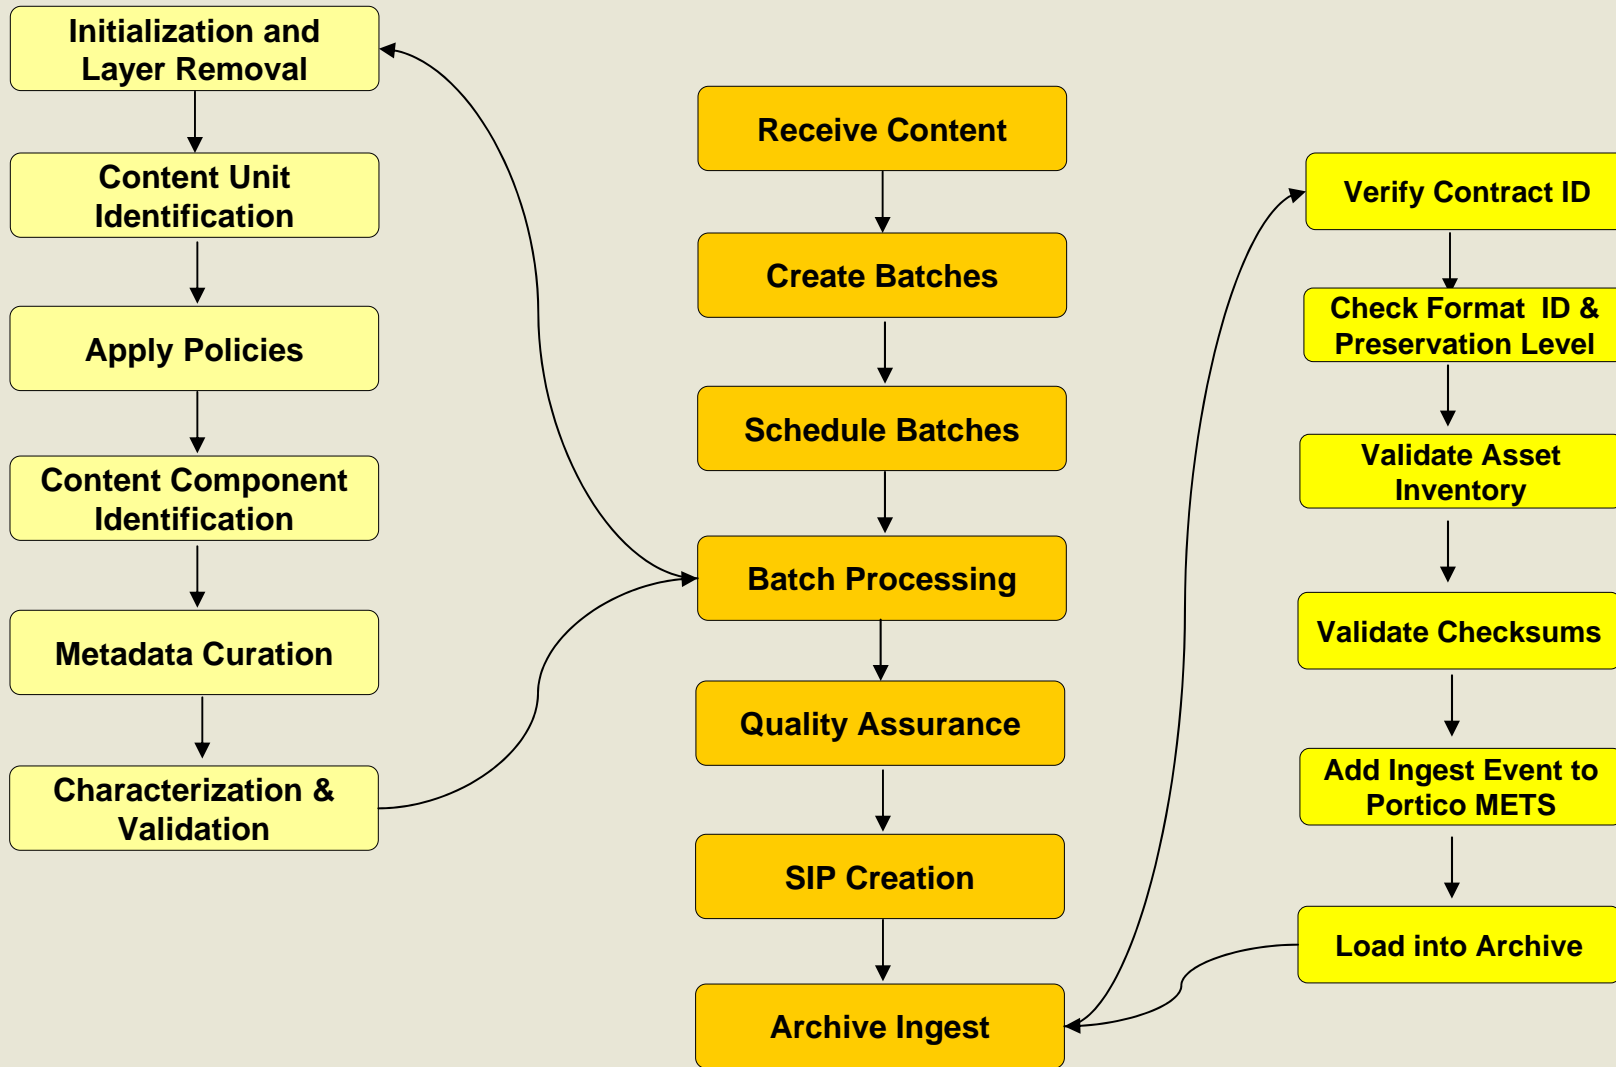 Initialization and
Layer Removal
Content Unit
Identification
Apply Policies
Content Component
Identification
Metadata Curation
Characterization &
Validation
Receive Content
Create Batches
Schedule Batches
Batch Processing
Quality Assurance
SIP Creation
Archive Ingest
Verify Contract ID
Check Format  ID &
Preservation Level
Validate Asset
Inventory
Validate Checksums
Add Ingest Event to
Portico METS
Load into Archive